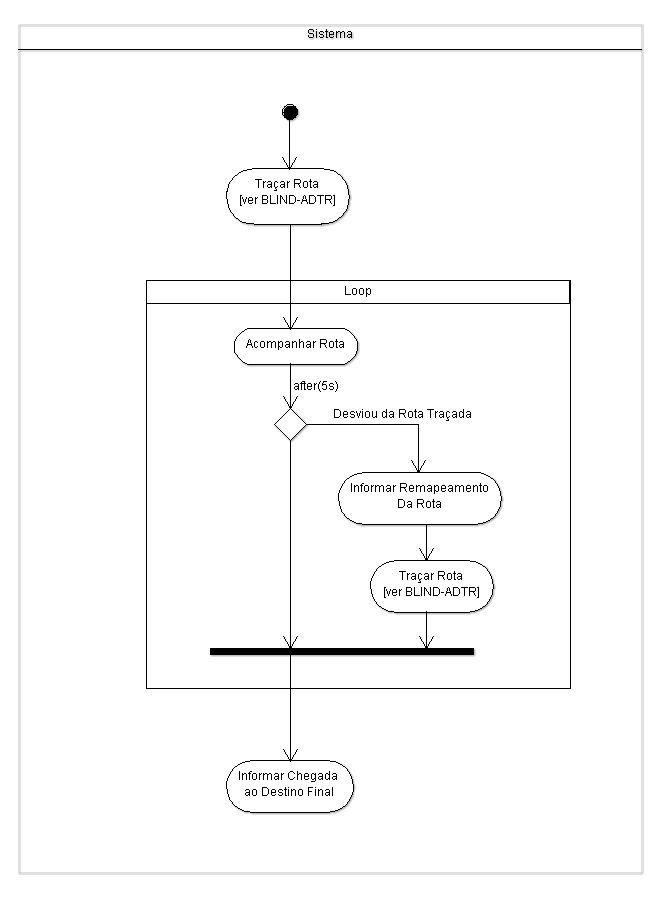 Sistema
Traçar Rota
[ver BLIND-ADTR]
Loop
Acompanhar Rota
after(5s)
Desviou da Rota Traçada
Informar Remapeamento
Da Rota
Traçar Rota
[ver BLIND-ADTR]
Informar Chegada
ao Destino Final